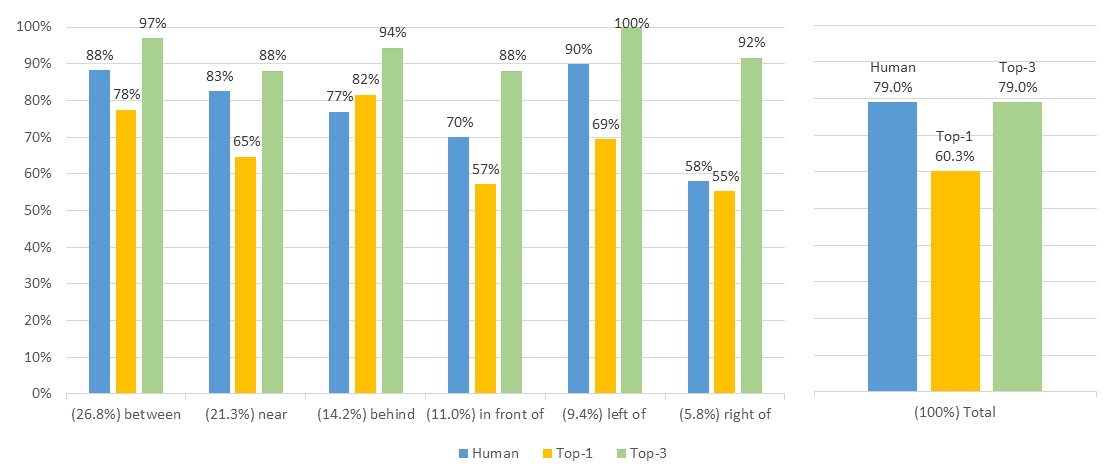 100%
90%
80%
70%
60%
50%
40%
30%
20%
10%
0%
88%
78%
97%
83%
65%
88%
77%
82%
94%
70%
57%
88%
90%
69%
100%
58%
55%
92%
(26.8%) between
(21.3%) near
(14.2%) behind
(11.0%) in front of
(9.4%) left of
(5.8%) right of
Human
79.0%
Top-1
60.3%
Top-3
79.0%
(100%) Total
Human
Top-1
Top-3